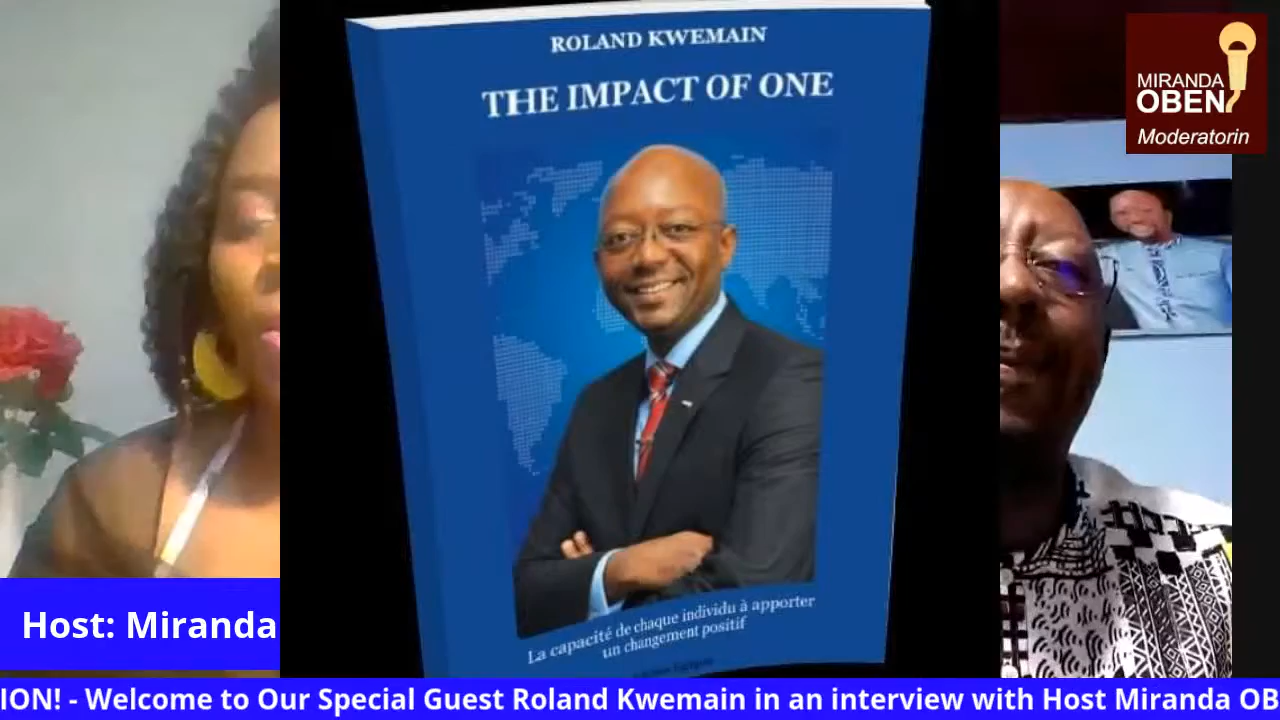 ROLAND KWEMAIN
THE IMPACT OF ONE
La capacité de chaque individu à apporter
un changement positif
MIRANDA
OBEN
Moderatorin
Host: Miranda
ION! - Welcome to Our Special Guest Roland Kwemain in an interview with Host Miranda OB